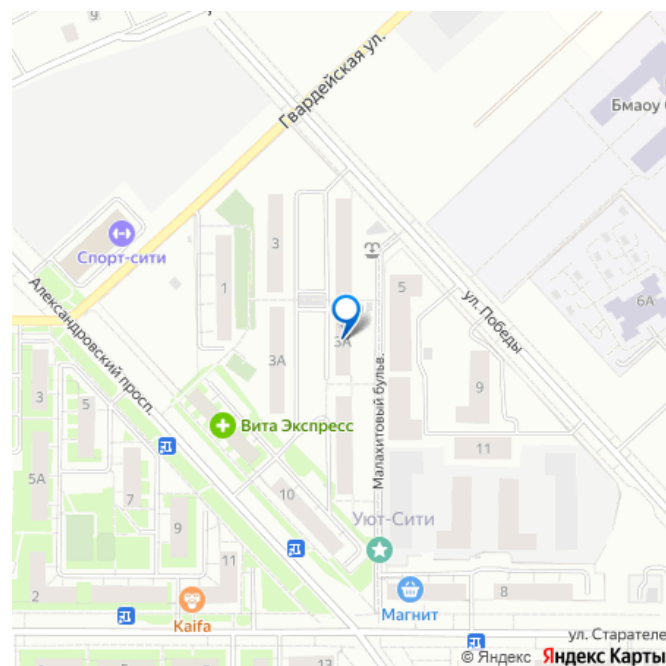 9
Гвардейская ул.
Бмаоу
Спорт-сити
3
1
5
ул. Победы
6А
Александровский просп.
3А
3А
Малахитовый бульв.
9
3
5
Вита Экспресс
11
5А
7
10
9
Уют-Сити
11
2
Kaifa
Магнит
8
ул. Старателе
13
© Яндекс Яндекс Карты